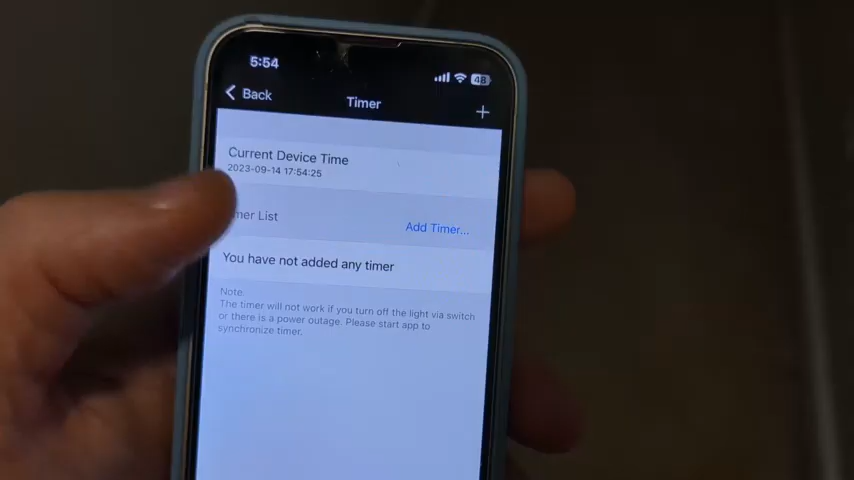 5:54
48
Back
Timer
+
Current Device Time
2023-09-14 17:54:25
mer List
Add Timer...
You have not added any timer
Note.
The timer will not work if you turn off the light via switch
or there is a power outage. Please start app to
synchronize timer.